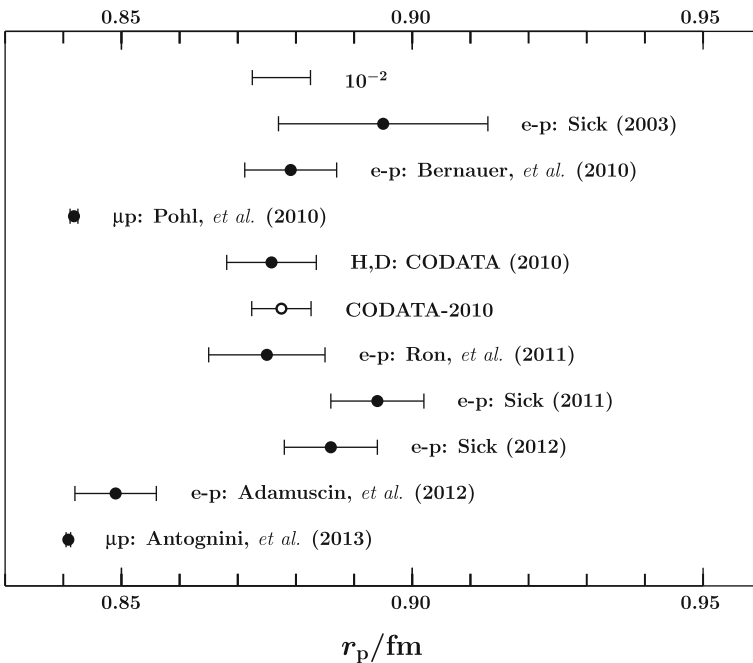 0.85 0.90 0.95
10⁻²
e-p: Sick (2003)
e-p: Bernauer, et al. (2010)
μp: Pohl, et al. (2010)
H,D: CODATA (2010)
CODATA-2010
e-p: Ron, et al. (2011)
e-p: Sick (2011)
e-p: Sick (2012)
e-p: Adamuscin, et al. (2012)
μp: Antognini, et al. (2013)
0.85 0.90 0.95
rₚ/fm